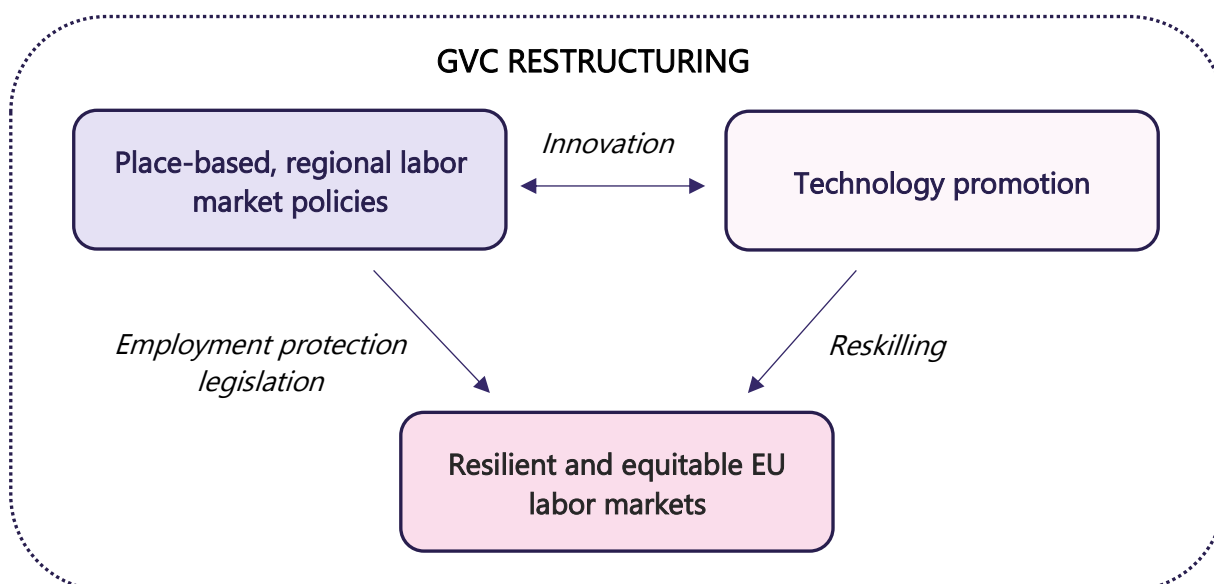 GVC RESTRUCTURING
Place-based, regional labor
market policies
Innovation
Technology promotion
Employment protection
legislation
Reskilling
Resilient and equitable EU
labor markets